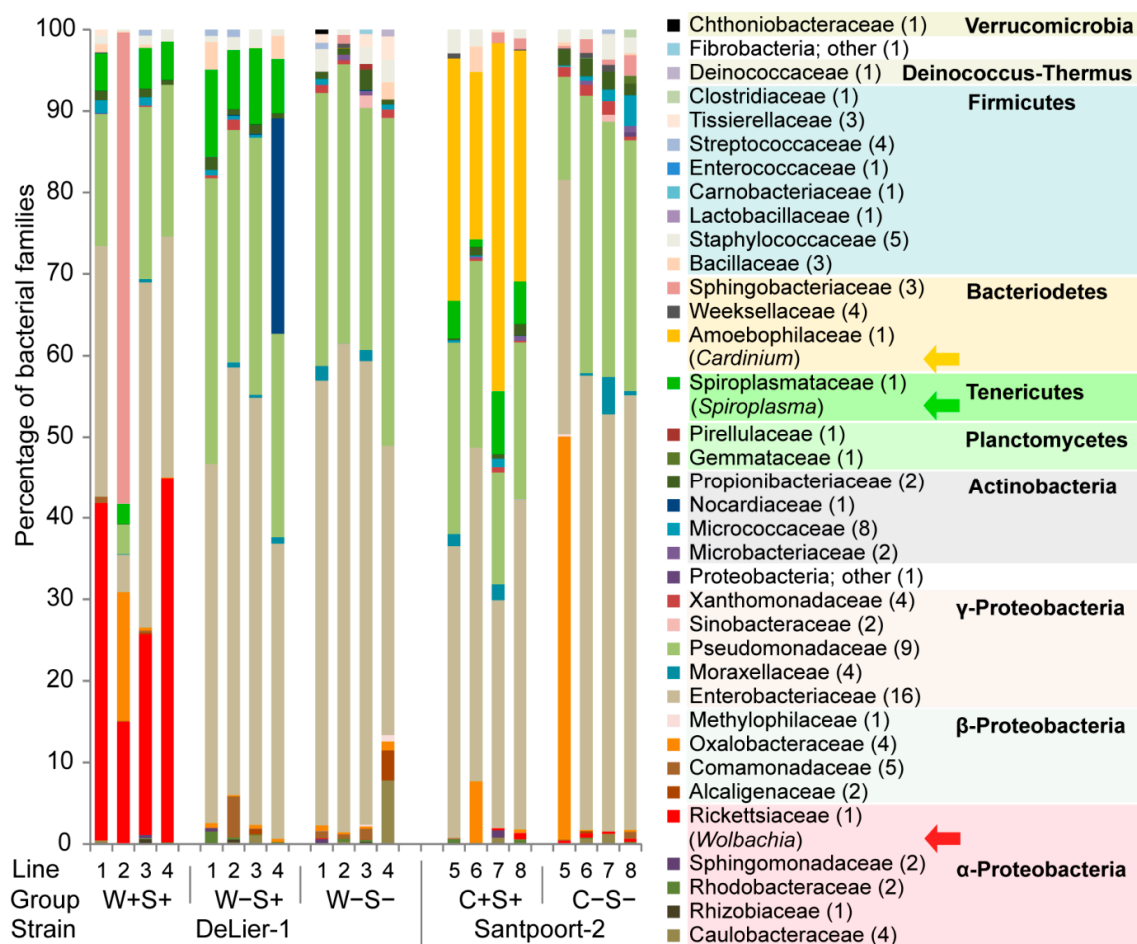 Percentage of bacterial families
100
90
80
70
60
50
40
30
20
10
0
Line 1 2 3 4 1 2 3 4 1 2 3 4 5 6 7 8 5 6 7 8
Group W+S+ W−S+ W−S− C+S+ C−S−
Strain DeLier-1 Santpoort-2
Chthoniobacteraceae (1) Verrucomicrobia
Fibrobacteria; other (1)
Deinococcaceae (1) Deinococcus-Thermus
Clostridiaceae (1) Firmicutes
Tissierellaceae (3)
Streptococcaceae (4)
Enterococcaceae (1)
Carnobacteriaceae (1)
Lactobacillaceae (1)
Staphylococcaceae (5)
Bacillaceae (3)
Sphingobacteriaceae (3) Bacteriodetes
Weeksellaceae (4)
Amoebophilaceae (1)
(Cardinium)
Spiroplasmataceae (1) Tenericutes
(Spiroplasma)
Pirellulaceae (1) Planctomycetes
Gemmataceae (1)
Propionibacteriaceae (2) Actinobacteria
Nocardiaceae (1)
Micrococcaceae (8)
Microbacteriaceae (2)
Proteobacteria; other (1)
Xanthomonadaceae (4) γ-Proteobacteria
Sinobacteraceae (2)
Pseudomonadaceae (9)
Moraxellaceae (4)
Enterobacteriaceae (16)
Methylophilaceae (1) β-Proteobacteria
Oxalobacteraceae (4)
Comamonadaceae (5)
Alcaligenaceae (2)
Rickettsiaceae (1)
(Wolbachia)
Sphingomonadaceae (2) α-Proteobacteria
Rhodobacteraceae (2)
Rhizobiaceae (1)
Caulobacteraceae (4)